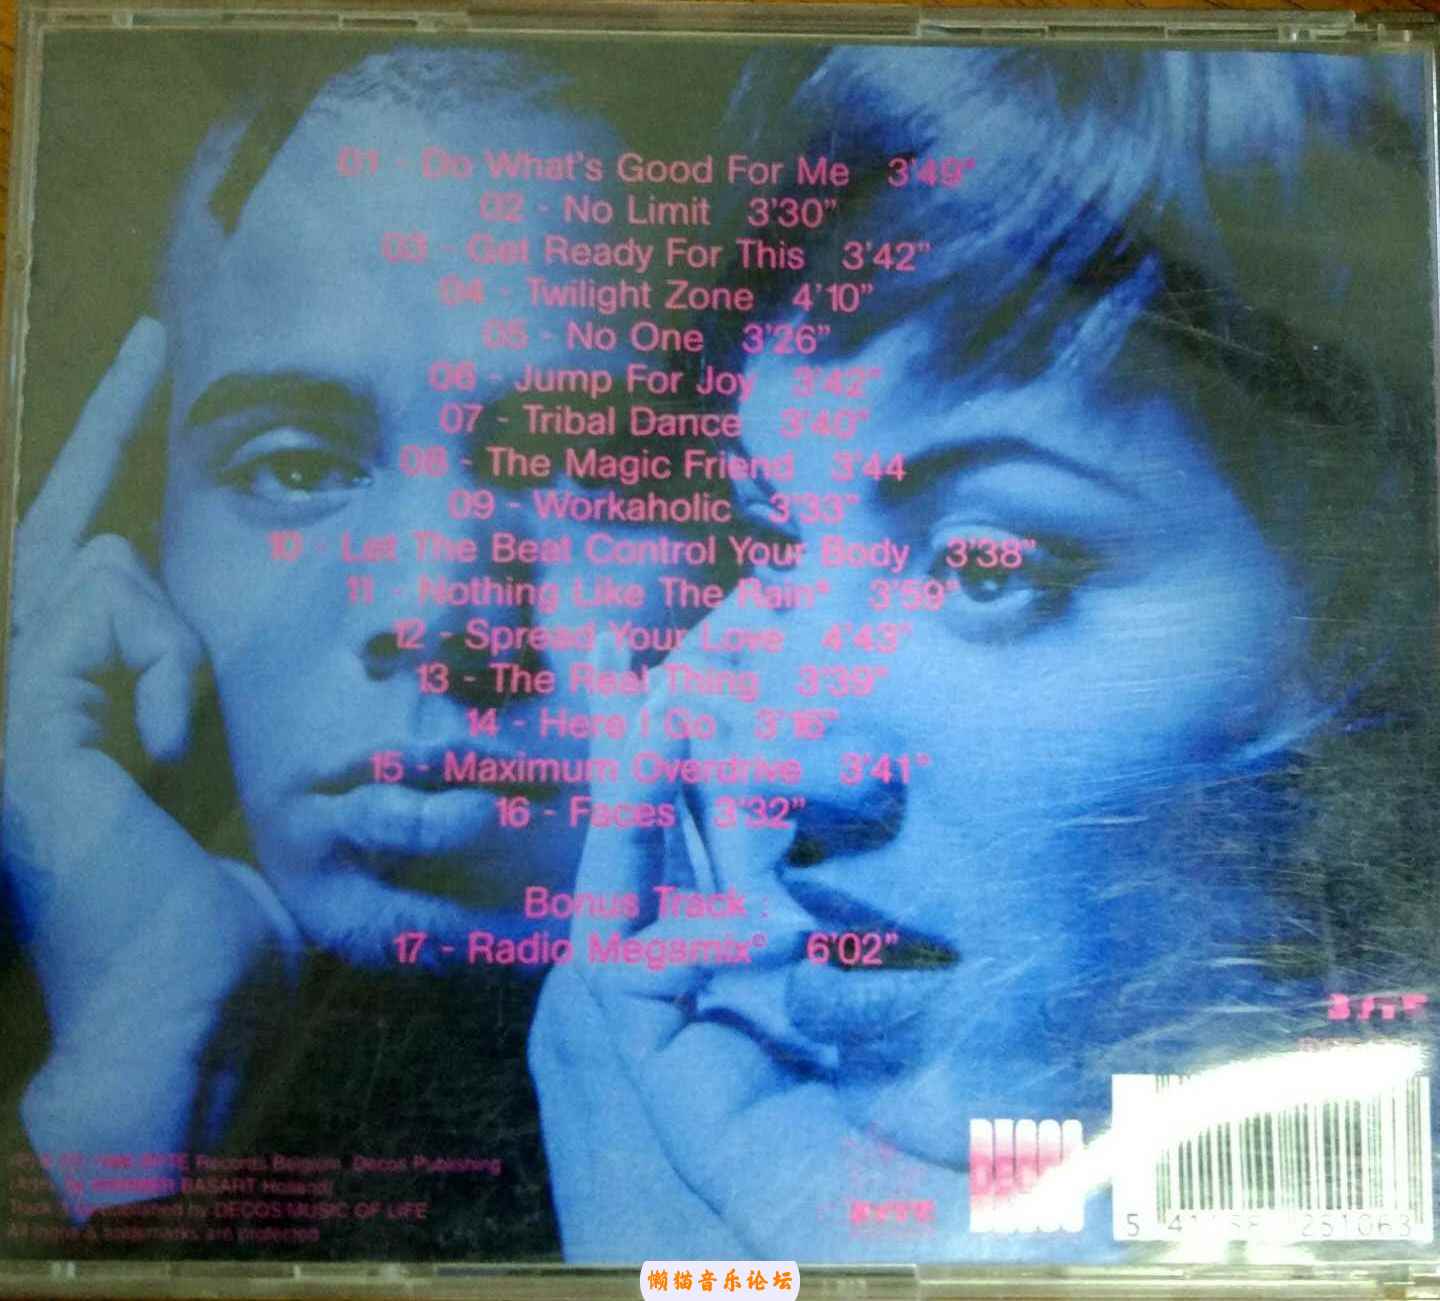 01 - Do What's Good For Me 3'49"
02 - No Limit 3'30"
03 - Get Ready For This 3'42"
04 - Twilight Zone 4'10"
05 - No One 3'26"
06 - Jump For Joy 3'42"
07 - Tribal Dance 3'40"
08 - The Magic Friend 3'44
09 - Workaholic 3'33"
10 - Let The Beat Control Your Body 3'38"
11 - Nothing Like The Rain* 3'59"
12 - Spread Your Love 4'43"
13 - The Real Thing 3'39"
14 - Here I Go 3'16"
15 - Maximum Overdrive 3'41"
16 - Faces 3'32"
Bonus Track :
17 - Radio Megamix° 6'02"
Records Belgium, Decos Publishing
BASART Holland)
published by DECOS MUSIC OF LIFE
trademarks are protected
BYTE
DECOS
懒猫音乐论坛